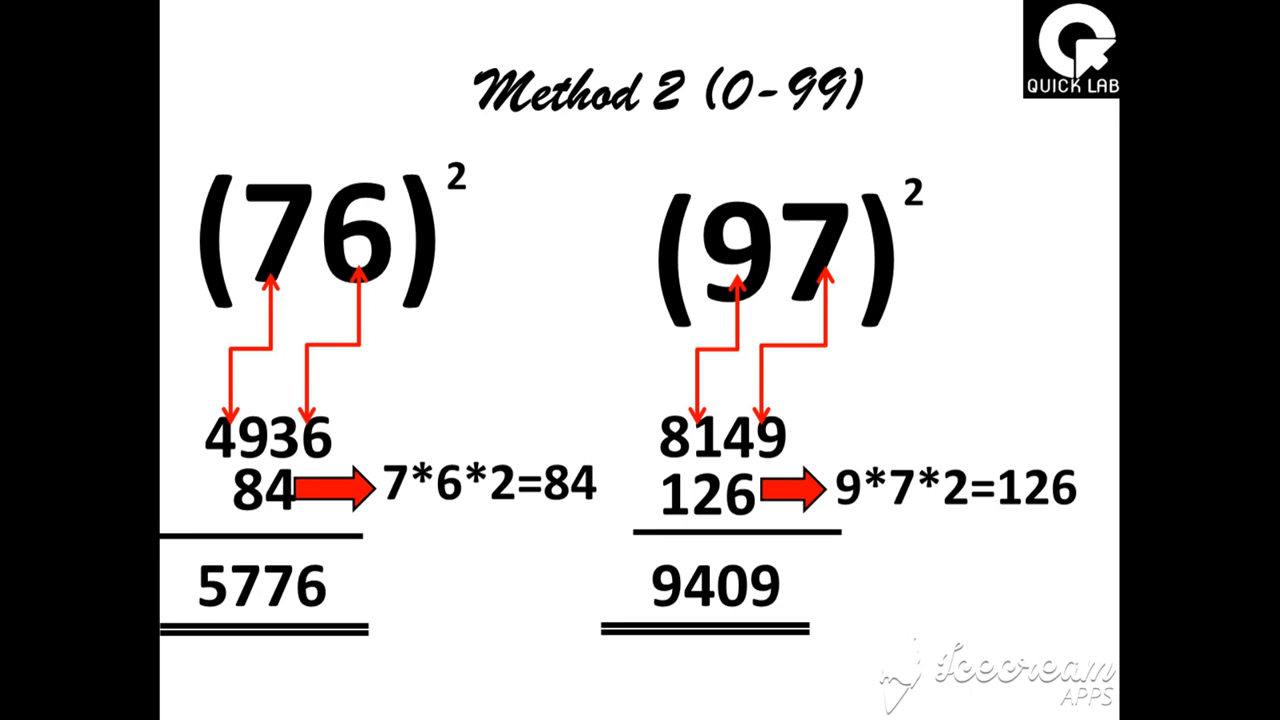 QUICK LAB
Method 2 (0-99)
(76)²
4936
84 7*6*2=84
5776
(97)²
8149
126 9*7*2=126
9409
Icecream
APPS